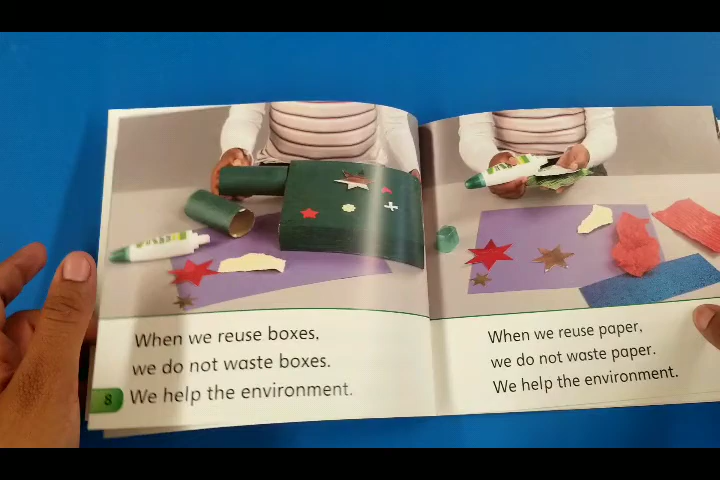 When we reuse boxes,
we do not waste boxes.
We help the environment.
8
When we reuse paper,
we do not waste paper.
We help the environment.